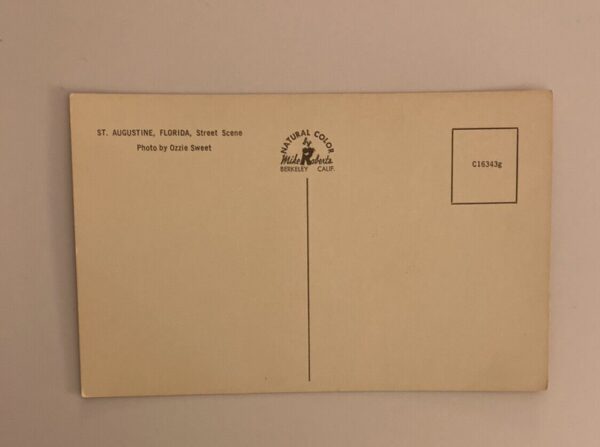 ST. AUGUSTINE, FLORIDA, Street Scene
Photo by Ozzie Sweet
NATURAL COLOR
by
Mike Roberts
BERKELEY CALIF.
C16343g